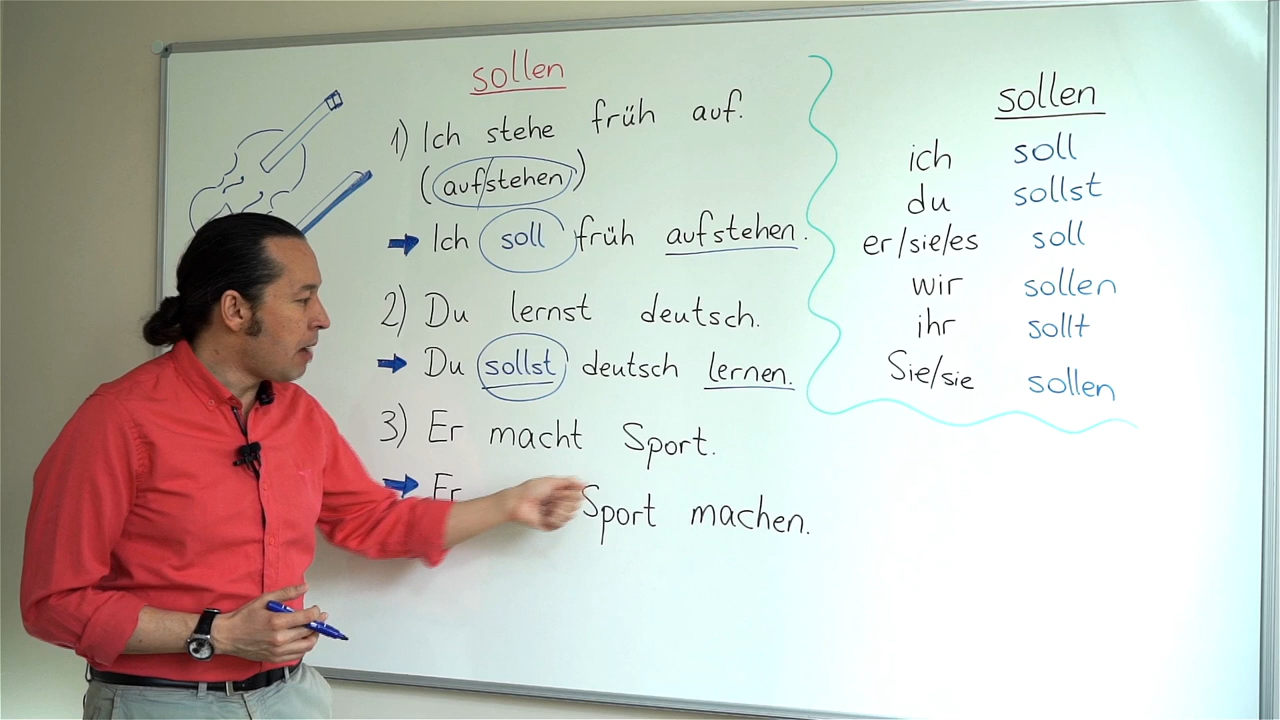 sollen
1) Ich stehe früh auf.
(auf/stehen)
Ich soll früh aufstehen.
2) Du lernst deutsch.
Du sollst deutsch lernen.
3) Er macht Sport.
Er Sport machen.
sollen
ich soll
du sollst
er/sie/es soll
wir sollen
ihr sollt
Sie/sie sollen